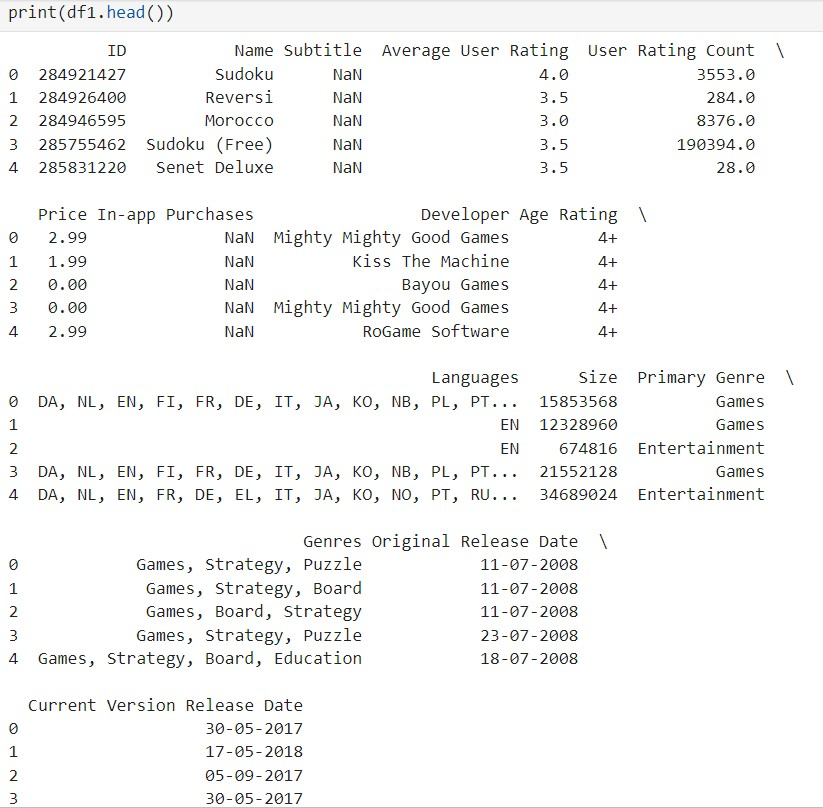 print(df1.head())
ID Name Subtitle Average User Rating User Rating Count \
0 284921427 Sudoku NaN 4.0 3553.0
1 284926400 Reversi NaN 3.5 284.0
2 284946595 Morocco NaN 3.0 8376.0
3 285755462 Sudoku (Free) NaN 3.5 190394.0
4 285831220 Senet Deluxe NaN 3.5 28.0
Price In-app Purchases Developer Age Rating \
0 2.99 NaN Mighty Mighty Good Games 4+
1 1.99 NaN Kiss The Machine 4+
2 0.00 NaN Bayou Games 4+
3 0.00 NaN Mighty Mighty Good Games 4+
4 2.99 NaN RoGame Software 4+
Languages Size Primary Genre \
0 DA, NL, EN, FI, FR, DE, IT, JA, KO, NB, PL, PT... 15853568 Games
1 EN 12328960 Games
2 EN 674816 Entertainment
3 DA, NL, EN, FI, FR, DE, IT, JA, KO, NB, PL, PT... 21552128 Games
4 DA, NL, EN, FR, DE, EL, IT, JA, KO, NO, PT, RU... 34689024 Entertainment
Genres Original Release Date \
0 Games, Strategy, Puzzle 11-07-2008
1 Games, Strategy, Board 11-07-2008
2 Games, Board, Strategy 11-07-2008
3 Games, Strategy, Puzzle 23-07-2008
4 Games, Strategy, Board, Education 18-07-2008
Current Version Release Date
0 30-05-2017
1 17-05-2018
2 05-09-2017
3 30-05-2017